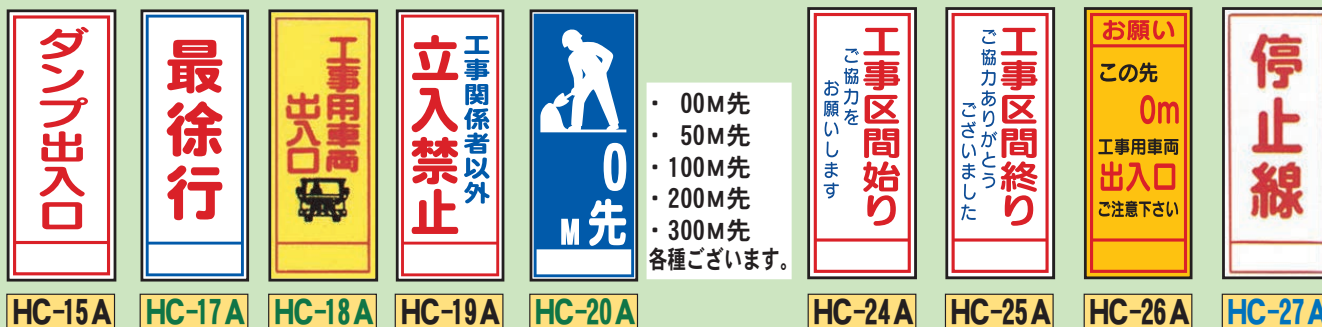 ダンプ出入口
HC-15A
最徐行
HC-17A
工事用車両
出入口
HC-18A
工事関係者以外
立入禁止
HC-19A
0
M先
HC-20A
・ 00M先
・ 50M先
・100M先
・200M先
・300M先
各種ございます。
工事区間始り
ご協力を
お願いします
HC-24A
工事区間終り
ご協力ありがとう
ございました
HC-25A
お願い
この先
0m
工事用車両
出入口
ご注意下さい
HC-26A
停止線
HC-27A